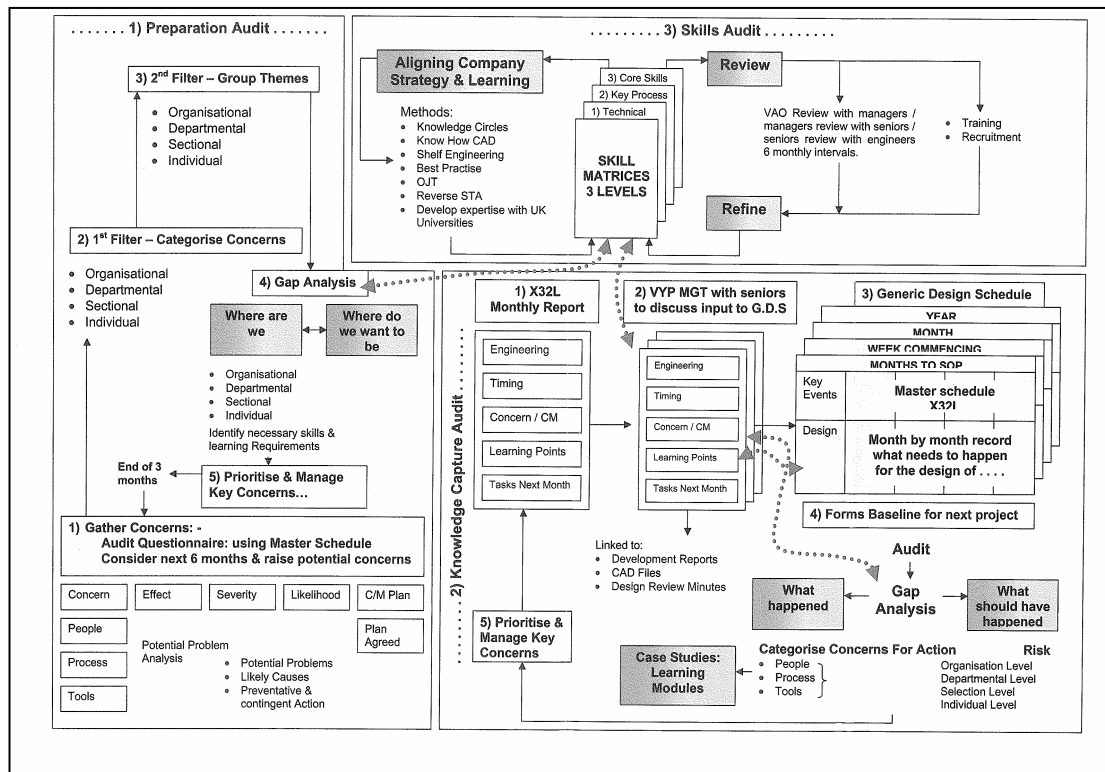 . . . . . . . 1) Preparation Audit . . . . . . .
3) 2nd Filter – Group Themes
• Organisational
• Departmental
• Sectional
• Individual
2) 1st Filter – Categorise Concerns
• Organisational
• Departmental
• Sectional
• Individual
4) Gap Analysis
Where are
we
Where do
we want to
be
• Organisational
• Departmental
• Sectional
• Individual
Identify necessary skills &
learning Requirements
End of 3
months
5) Prioritise & Manage
Key Concerns…
1) Gather Concerns: -
Audit Questionnaire: using Master Schedule
Consider next 6 months & raise potential concerns
Concern
Effect
Severity
Likelihood
C/M Plan
People
Process
Tools
Plan
Agreed
Potential Problem
Analysis
• Potential Problems
• Likely Causes
• Preventative &
contingent Action
. . . . . . . . . 3) Skills Audit . . . . . . . . .
Aligning Company
Strategy & Learning
Methods:
• Knowledge Circles
• Know How CAD
• Shelf Engineering
• Best Practise
• OJT
• Reverse STA
• Develop expertise with UK
Universities
3) Core Skills
2) Key Process
1) Technical
SKILL
MATRICES
3 LEVELS
Review
VAO Review with managers /
managers review with seniors /
seniors review with engineers
6 monthly intervals.
• Training
• Recruitment
Refine
. . . . . . 2) Knowledge Capture Audit . . . . . .
1) X32L
Monthly Report
Engineering
Timing
Concern / CM
Learning Points
Tasks Next Month
2) VYP MGT with seniors
to discuss input to G.D.S
Engineering
Timing
Concern / CM
Learning Points
Tasks Next Month
Linked to:
• Development Reports
• CAD Files
• Design Review Minutes
3) Generic Design Schedule
YEAR
MONTH
WEEK COMMENCING
MONTHS TO SOP
Key
Events
Master schedule
X32L
Design
Month by month record
what needs to happen
for the design of . . . .
4) Forms Baseline for next project
Audit
Gap
Analysis
What
happened
What
should have
happened
5) Prioritise &
Manage Key
Concerns
Case Studies:
Learning
Modules
Categorise Concerns For Action
• People
• Process
• Tools
Risk
Organisation Level
Departmental Level
Selection Level
Individual Level